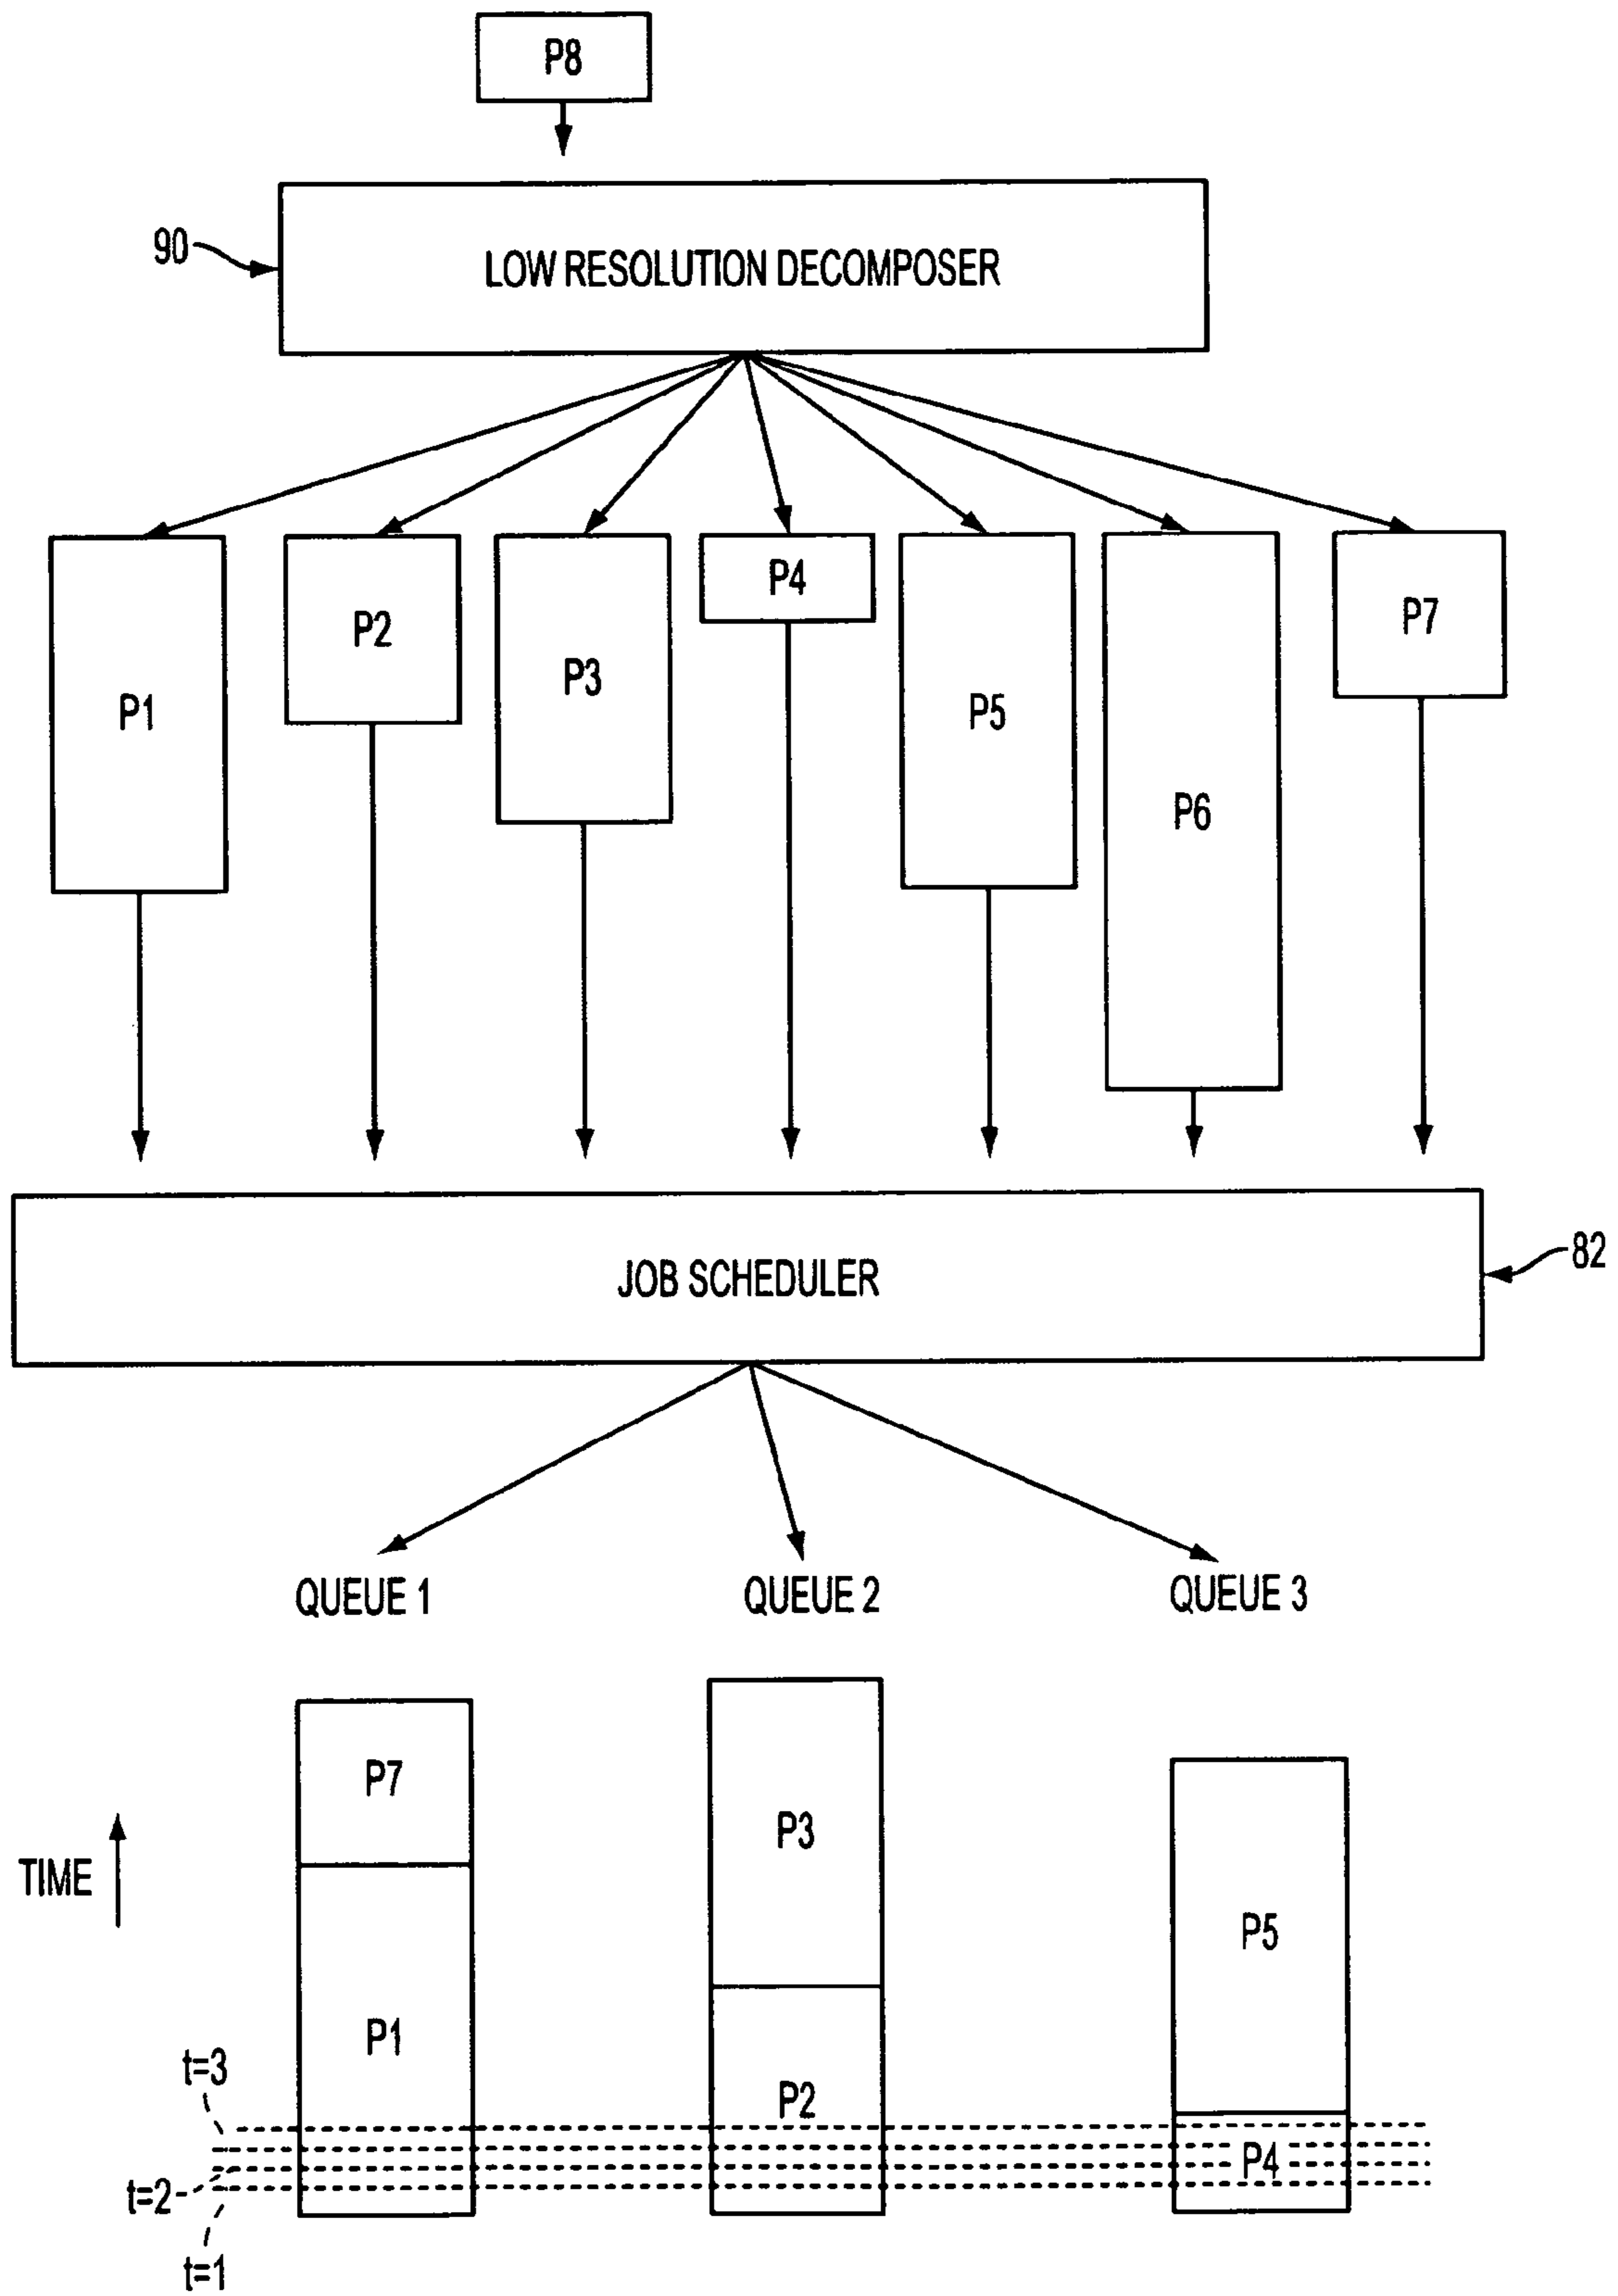 P8
90
LOW RESOLUTION DECOMPOSER
P1
P2
P3
P4
P5
P6
P7
JOB SCHEDULER
82
QUEUE 1
QUEUE 2
QUEUE 3
P7
P3
TIME
P5
P1
t=3
P2
P4
t=2
t=1